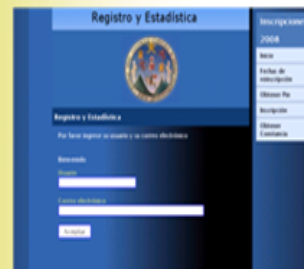 Registro y Estadística
Registro y Estadística
Por favor ingrese su usuario y su correo electrónico
Bienvenido
Usuario
Correo electrónico
Aceptar
Inscripciones
2008
Inicio
Fechas de
Obtener Pin
Inscripción
Obtener
Constancia